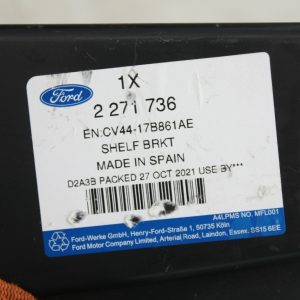 Ford
1X
2 271 736
EN:CV44-17B861AE
SHELF BRKT
MADE IN SPAIN
D2A3B PACKED 27 OCT 2021 USE BY***
A4LPMS NO. MFL001
Ford-Werke GmbH, Henry-Ford-Straße 1, 50735 Köln
Ford Motor Company Limited, Arterial Road, Laindon, Essex. SS15 6EE